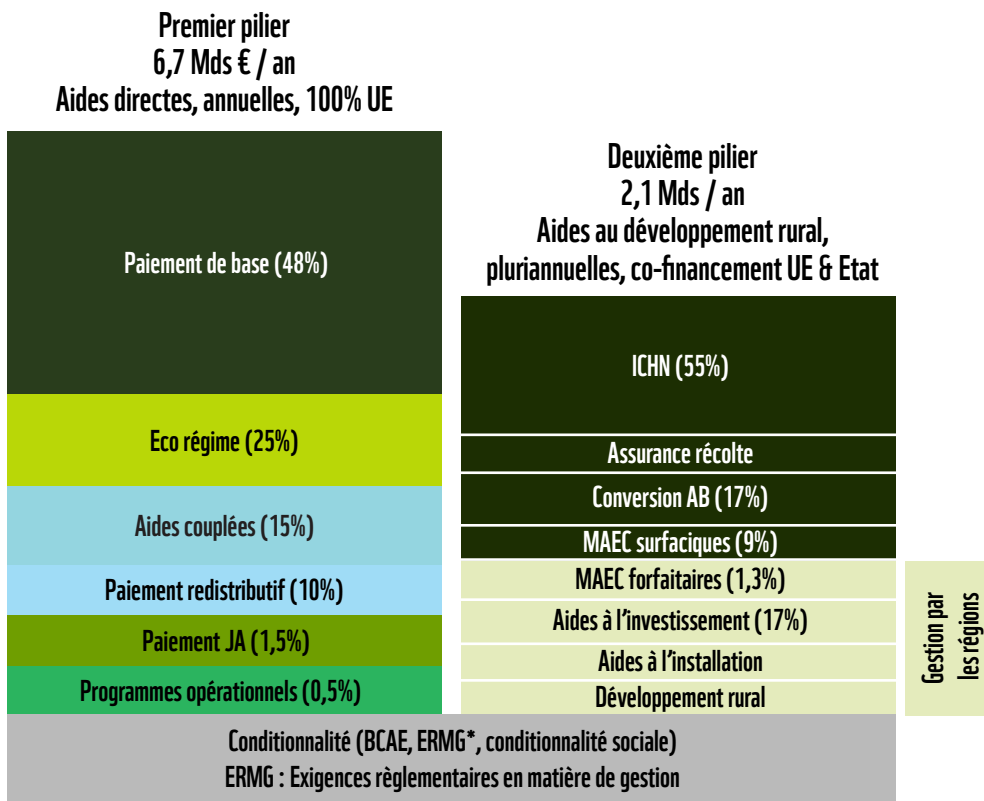 Premier pilier
6,7 Mds € / an
Aides directes, annuelles, 100% UE
Paiement de base (48%)
Eco régime (25%)
Aides couplées (15%)
Paiement redistributif (10%)
Paiement JA (1,5%)
Programmes opérationnels (0,5%)
Deuxième pilier
2,1 Mds / an
Aides au développement rural,
pluriannuelles, co-financement UE & Etat
ICHN (55%)
Assurance récolte
Conversion AB (17%)
MAEC surfaciques (9%)
MAEC forfaitaires (1,3%)
Aides à l'investissement (17%)
Aides à l'installation
Développement rural
Gestion par
les régions
Conditionnalité (BCAE, ERMG*, conditionnalité sociale)
ERMG : Exigences règlementaires en matière de gestion